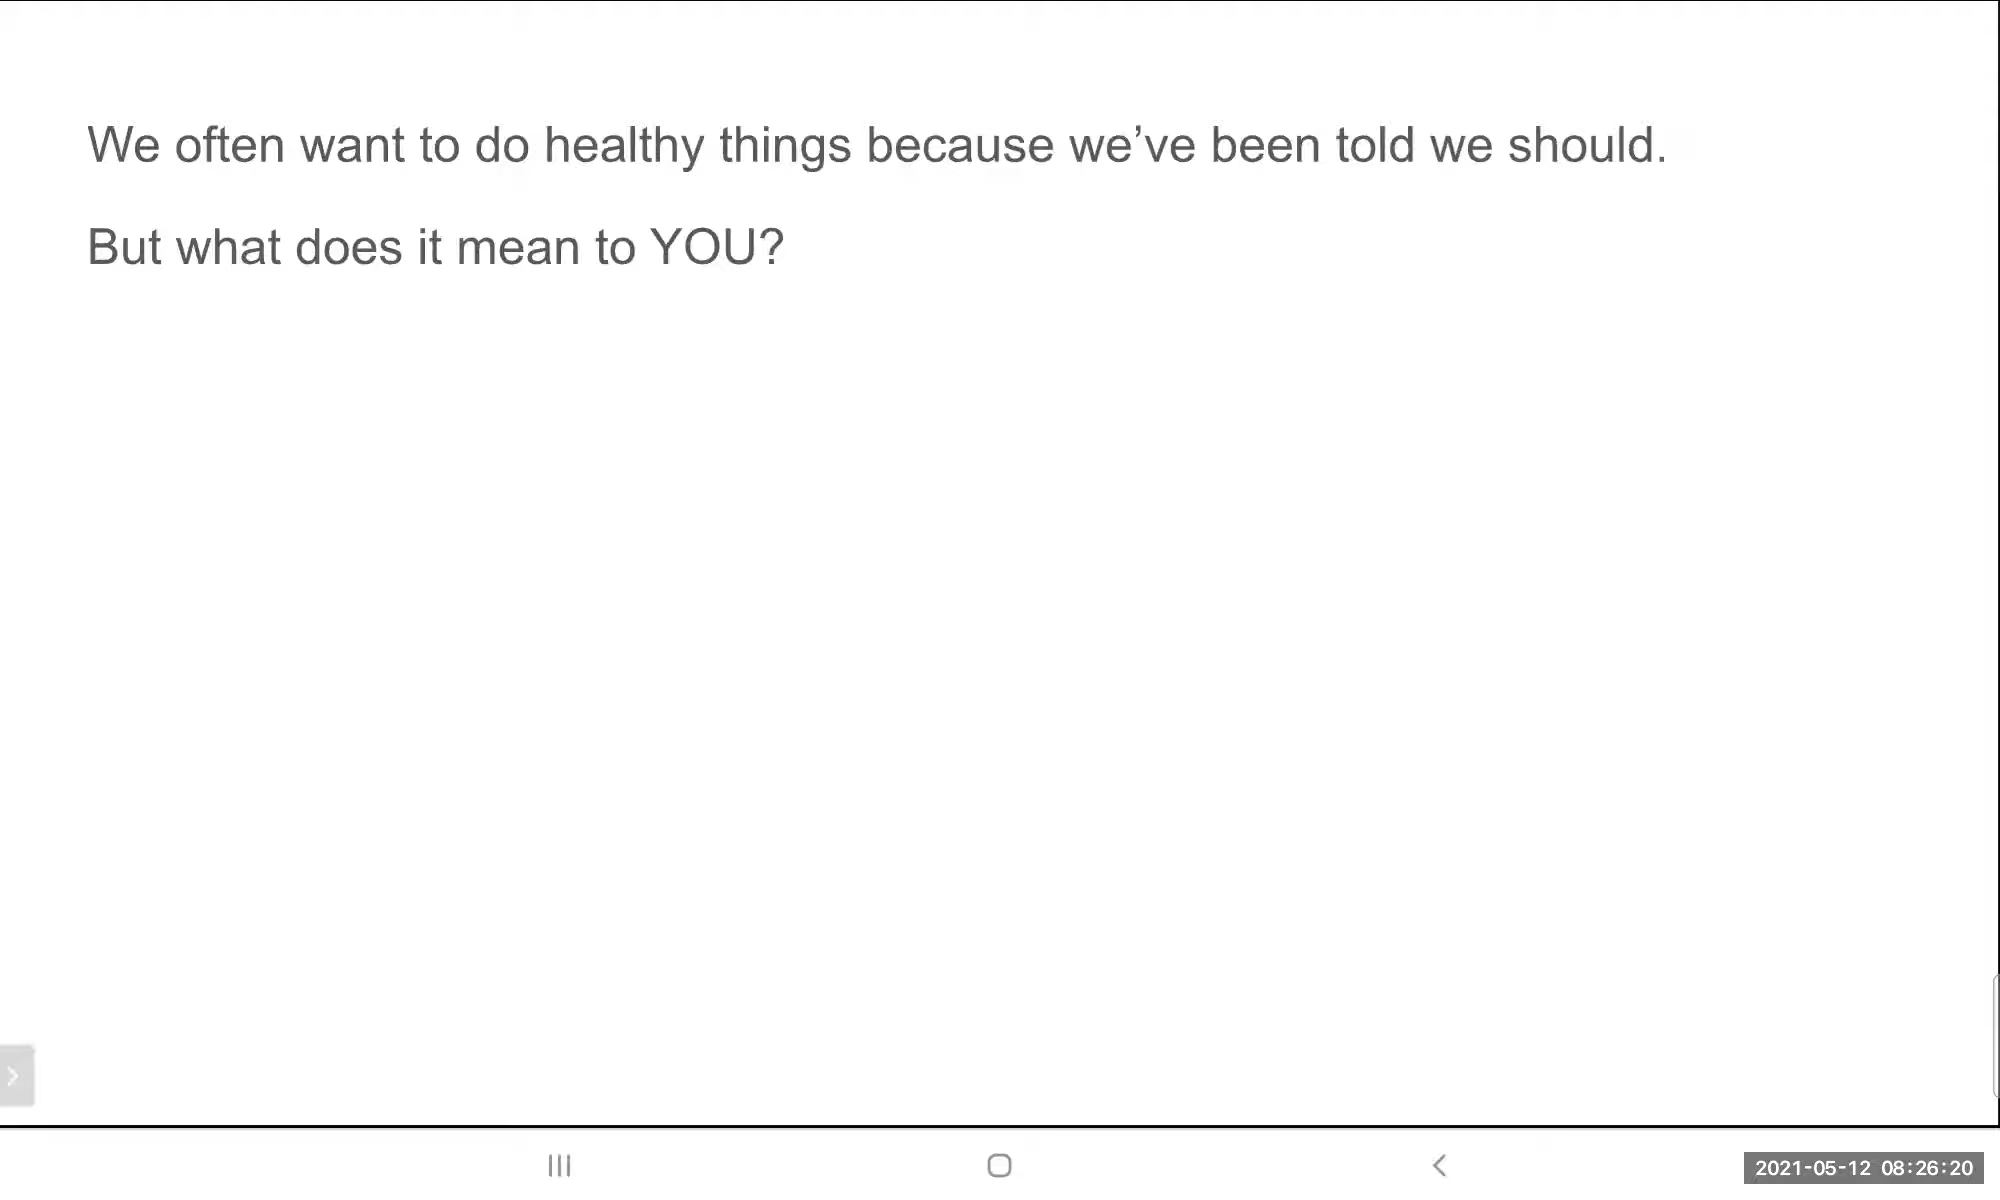 We often want to do healthy things because we’ve been told we should.
But what does it mean to YOU?
2021-05-12 08:26:20